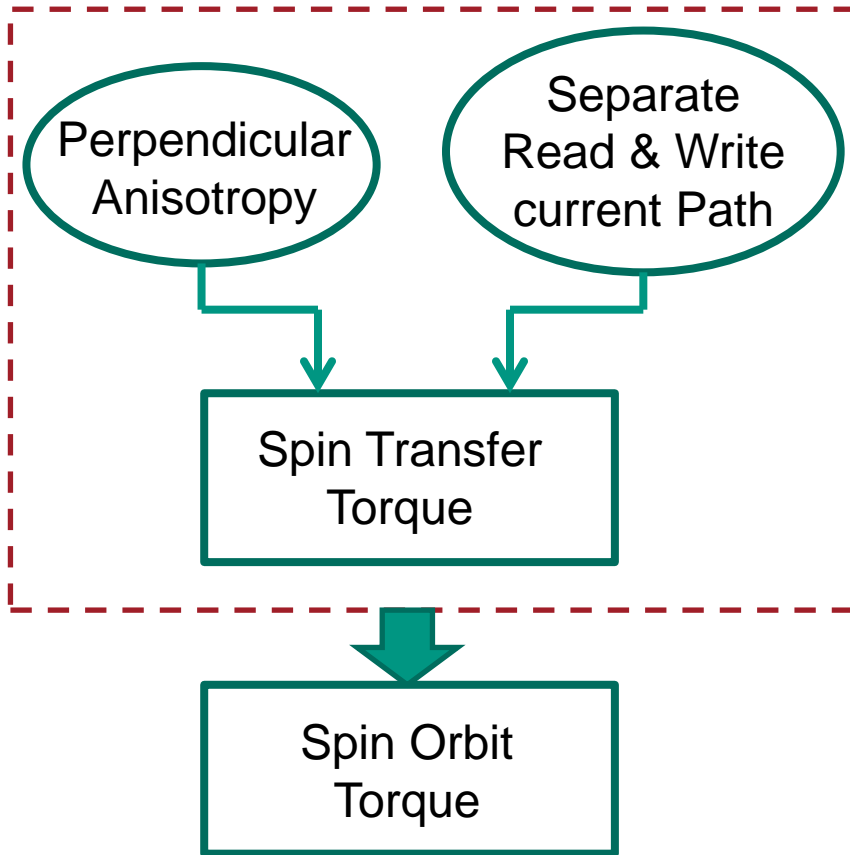 Perpendicular
Anisotropy
Separate
Read & Write
current Path
Spin Transfer
Torque
Spin Orbit
Torque